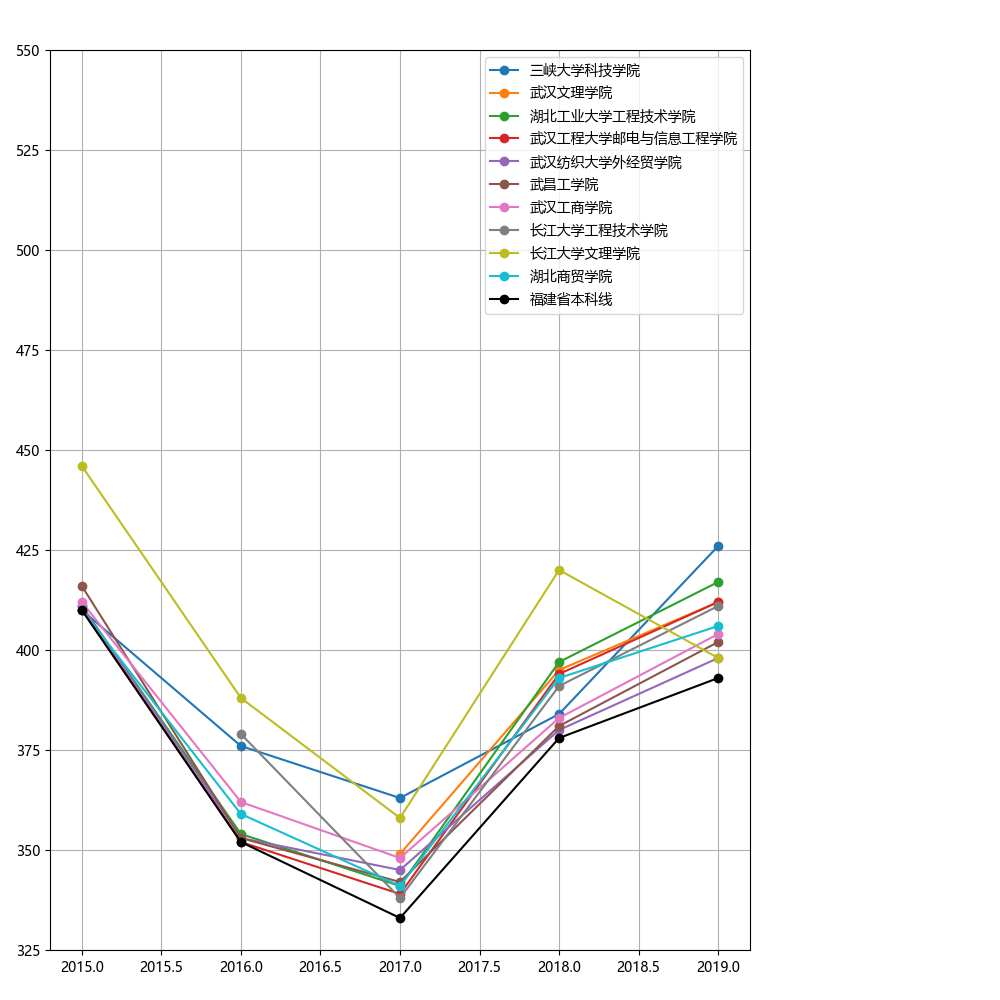 550
525
500
475
450
425
400
375
350
325
三峡大学科技学院
武汉文理学院
湖北工业大学工程技术学院
武汉工程大学邮电与信息工程学院
武汉纺织大学外经贸学院
武昌工学院
武汉工商学院
长江大学工程技术学院
长江大学文理学院
湖北商贸学院
福建省本科线
2015.0 2015.5 2016.0 2016.5 2017.0 2017.5 2018.0 2018.5 2019.0